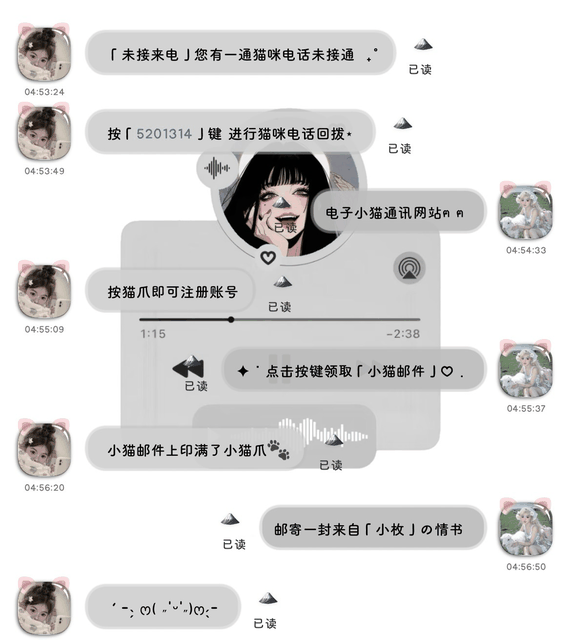 「未接来电」您有一通猫咪电话未接通 ₊˚
已读
04:53:24
按「5201314」键 进行猫咪电话回拨⋆
已读
04:53:49
已读
电子小猫通讯网站ฅ ฅ
04:54:33
按猫爪即可注册账号
已读
04:55:09
1:15
-2:38
已读
✦ ˙ 点击按键领取「小猫邮件」♡ .
04:55:37
小猫邮件上印满了小猫爪🐾
已读
04:56:20
已读
邮寄一封来自「小枚」の情书
04:56:50
´ ˗ˏ ღ( ˶'ᵕ'˶)ღˎ˗
已读